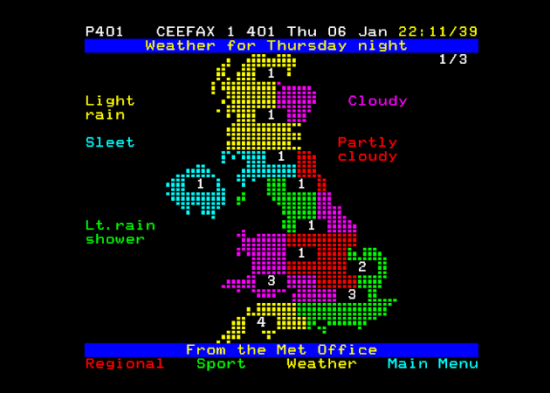 P401 CEEFAX 1 401 Thu 06 Jan 22:11/39
Weather for Thursday night
1/3
1
Light Cloudy
rain 1
Sleet Partly
1 cloudy
1 1
Lt.rain 1
shower
1
2
3
3
4
From the Met Office
Regional Sport Weather Main Menu